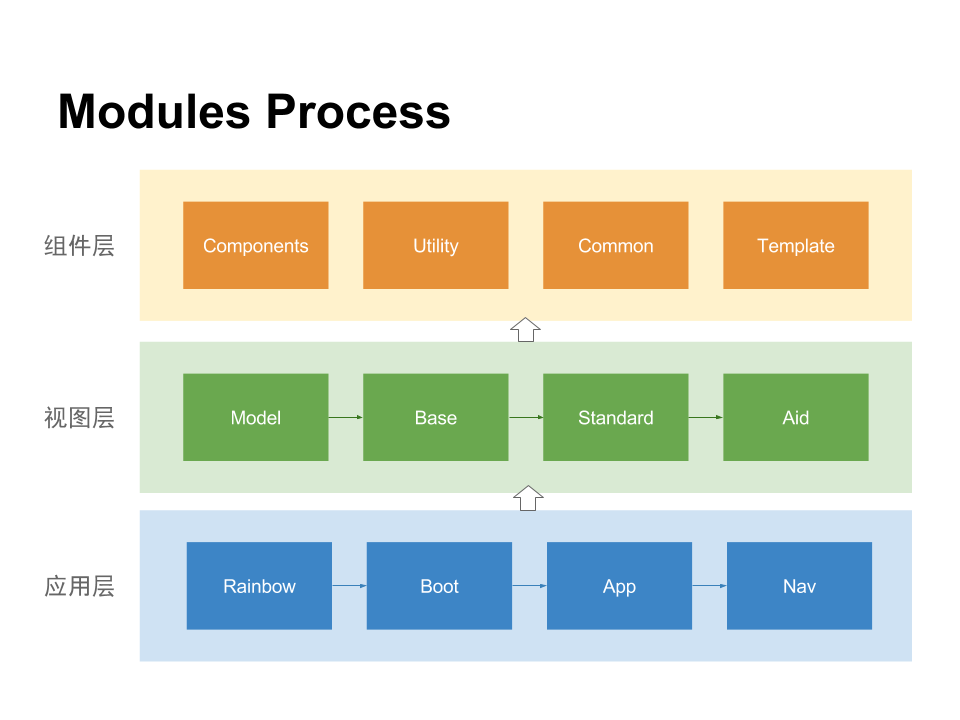 Modules Process
组件层
Components
Utility
Common
Template
视图层
Model
Base
Standard
Aid
应用层
Rainbow
Boot
App
Nav